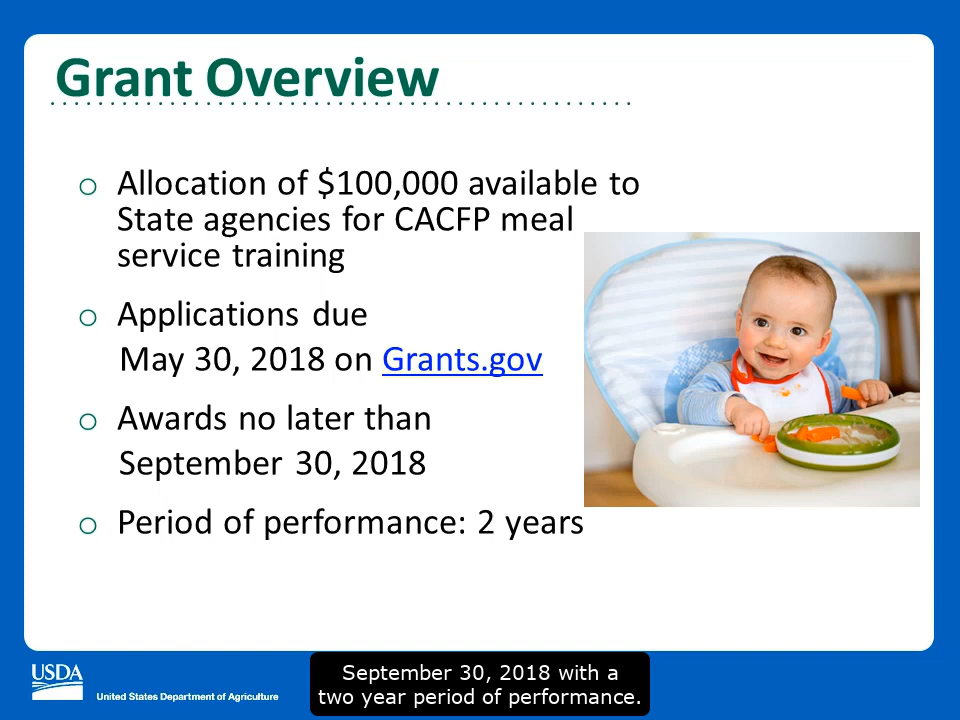 Grant Overview
o Allocation of $100,000 available to
State agencies for CACFP meal
service training
o Applications due
May 30, 2018 on Grants.gov
o Awards no later than
September 30, 2018
o Period of performance: 2 years
USDA
United States Department of Agriculture
September 30, 2018 with a
two year period of performance.